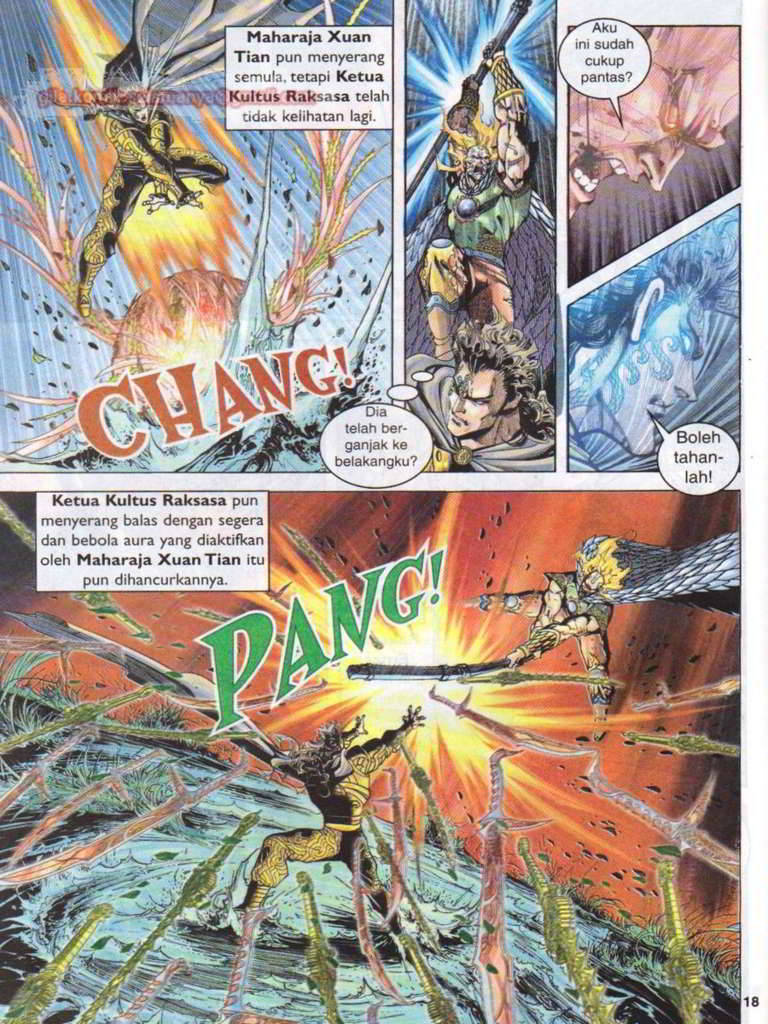 Maharaja Xuan
Tian pun menyerang
semula, tetapi Ketua
Kultus Raksasa telah
tidak kelihatan lagi.
CHANG!
Dia
telah ber-
ganjak ke
belakangku?
Aku
ini sudah
cukup
pantas?
Boleh
tahan-
lah!
Ketua Kultus Raksasa pun
menyerang balas dengan segera
dan bebola aura yang diaktifkan
oleh Maharaja Xuan Tian itu
pun dihancurkannya.
PANG!
18